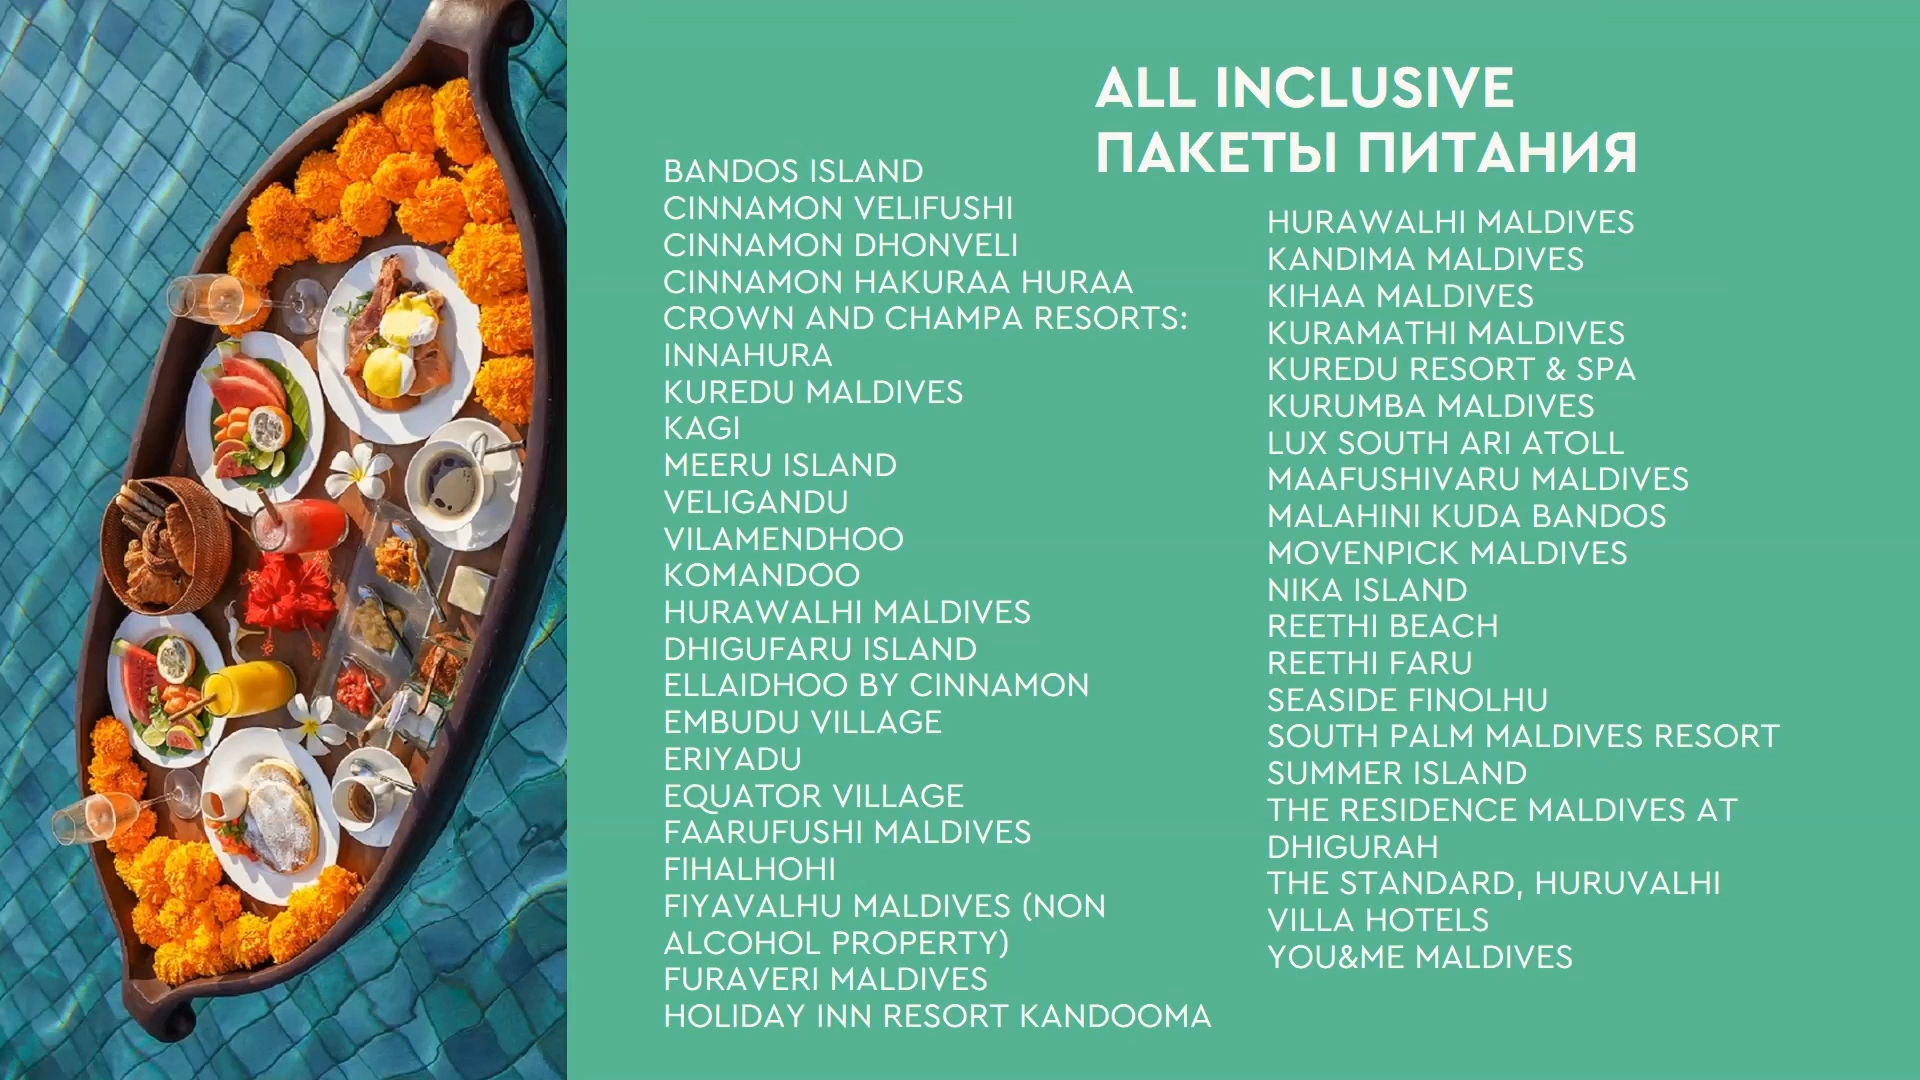 ALL INCLUSIVE
ПАКЕТЫ ПИТАНИЯ
BANDOS ISLAND
CINNAMON VELIFUSHI
CINNAMON DHONVELI
CINNAMON HAKURAA HURAA
CROWN AND CHAMPA RESORTS:
INNAHURA
KUREDU MALDIVES
KAGI
MEERU ISLAND
VELIGANDU
VILAMENDHOO
KOMANDOO
HURAWALHI MALDIVES
DHIGUFARU ISLAND
ELLAIDHOO BY CINNAMON
EMBUDU VILLAGE
ERIYADU
EQUATOR VILLAGE
FAARUFUSHI MALDIVES
FIHALHOHI
FIYAVALHU MALDIVES (NON
ALCOHOL PROPERTY)
FURAVERI MALDIVES
HOLIDAY INN RESORT KANDOOMA
HURAWALHI MALDIVES
KANDIMA MALDIVES
KIHAA MALDIVES
KURAMATHI MALDIVES
KUREDU RESORT & SPA
KURUMBA MALDIVES
LUX SOUTH ARI ATOLL
MAAFUSHIVARU MALDIVES
MALAHINI KUDA BANDOS
MOVENPICK MALDIVES
NIKA ISLAND
REETHI BEACH
REETHI FARU
SEASIDE FINOLHU
SOUTH PALM MALDIVES RESORT
SUMMER ISLAND
THE RESIDENCE MALDIVES AT
DHIGURAH
THE STANDARD, HURUVALHI
VILLA HOTELS
YOU&ME MALDIVES